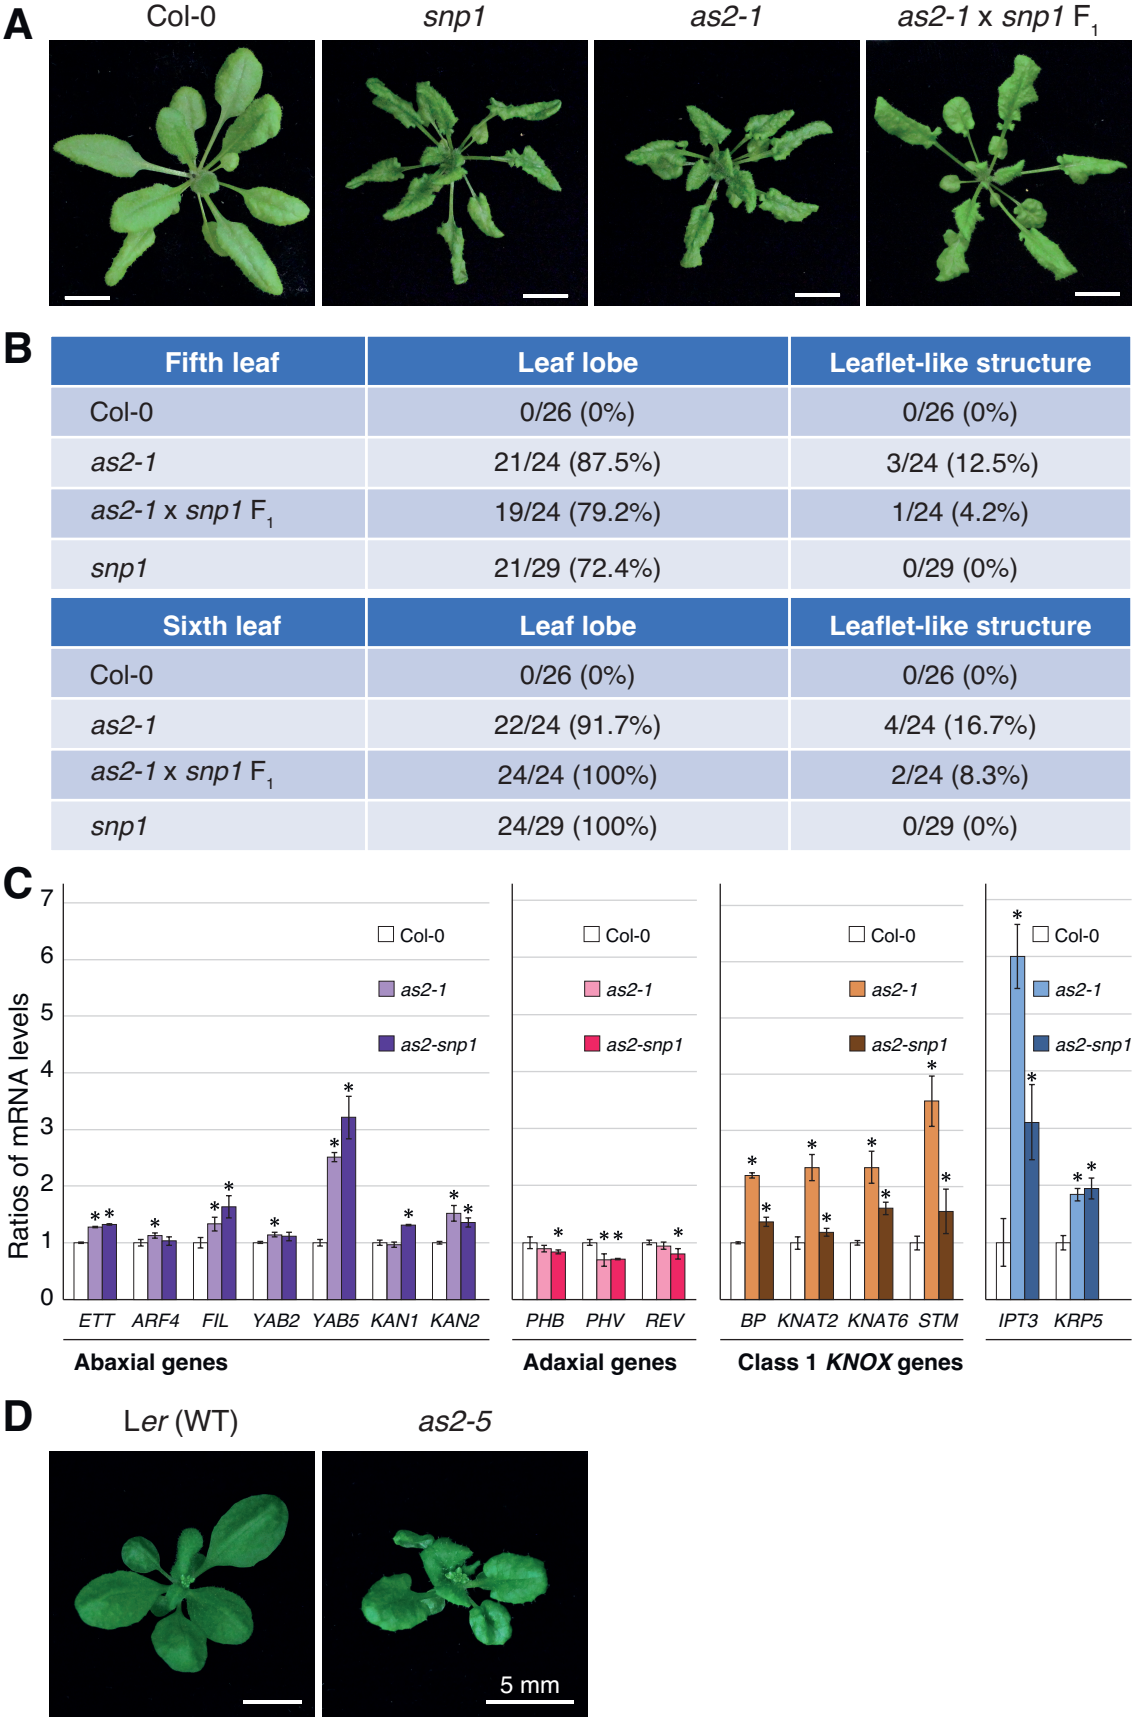 A
Col-0 snp1 as2-1 as2-1 x snp1 F1
B
Fifth leaf Leaf lobe Leaflet-like structure
Col-0 0/26 (0%) 0/26 (0%)
as2-1 21/24 (87.5%) 3/24 (12.5%)
as2-1 x snp1 F1 19/24 (79.2%) 1/24 (4.2%)
snp1 21/29 (72.4%) 0/29 (0%)
Sixth leaf Leaf lobe Leaflet-like structure
Col-0 0/26 (0%) 0/26 (0%)
as2-1 22/24 (91.7%) 4/24 (16.7%)
as2-1 x snp1 F1 24/24 (100%) 2/24 (8.3%)
snp1 24/29 (100%) 0/29 (0%)
C
Ratios of mRNA levels
7
6
5
4
3
2
1
0
Col-0
as2-1
as2-snp1
* * * * * * * * * * * *
ETT ARF4 FIL YAB2 YAB5 KAN1 KAN2
Abaxial genes
Col-0
as2-1
as2-snp1
* * * *
PHB PHV REV
Adaxial genes
Col-0
as2-1
as2-snp1
* * * * * * * *
BP KNAT2 KNAT6 STM
Class 1 KNOX genes
Col-0
as2-1
as2-snp1
* * * *
IPT3 KRP5
D
Ler (WT) as2-5
5 mm